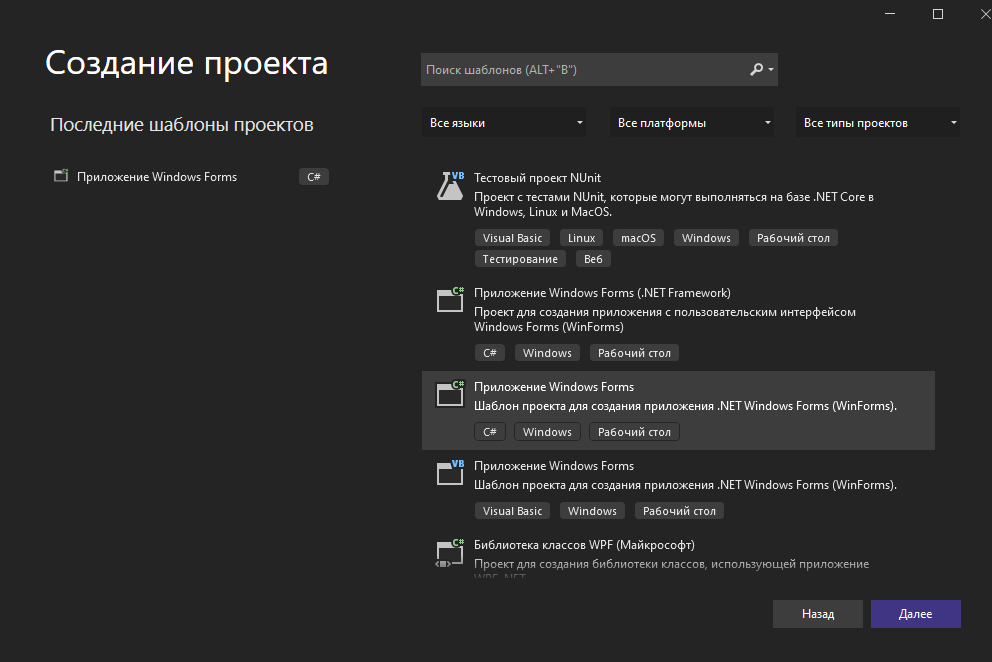 Создание проекта
Поиск шаблонов (ALT+"В")
Последние шаблоны проектов
Все языки
Все платформы
Все типы проектов
Приложение Windows Forms
C#
VB
Тестовый проект NUnit
Проект с тестами NUnit, которые могут выполняться на базе .NET Core в
Windows, Linux и MacOS.
Visual Basic
Linux
macOS
Windows
Рабочий стол
Тестирование
Веб
C#
Приложение Windows Forms (.NET Framework)
Проект для создания приложения с пользовательским интерфейсом
Windows Forms (WinForms)
C#
Windows
Рабочий стол
C#
Приложение Windows Forms
Шаблон проекта для создания приложения .NET Windows Forms (WinForms).
C#
Windows
Рабочий стол
VB
Приложение Windows Forms
Шаблон проекта для создания приложения .NET Windows Forms (WinForms).
Visual Basic
Windows
Рабочий стол
C#
Библиотека классов WPF (Майкрософт)
Проект для создания библиотеки классов, использующей приложение
WPF .NET
Назад
Далее